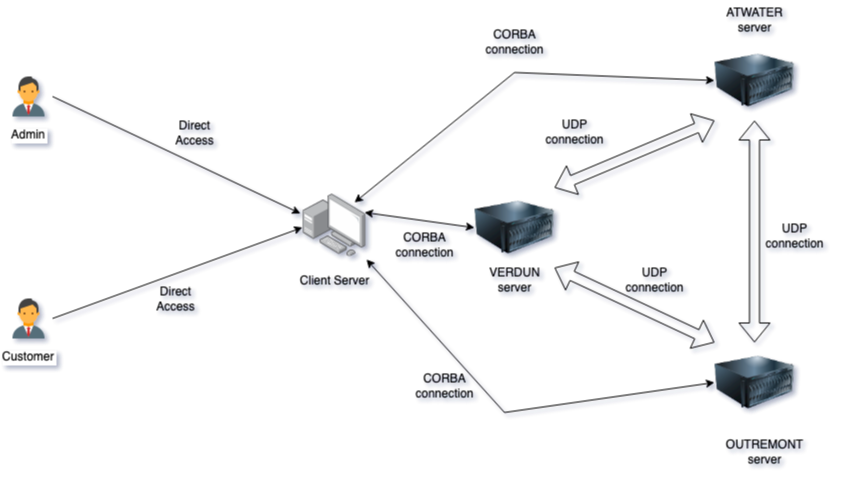 ATWATER
server
CORBA
connection
Admin
Direct
Access
UDP
connection
UDP
connection
CORBA
connection
Client Server
VERDUN
server
UDP
connection
Direct
Access
Customer
CORBA
connection
OUTREMONT
server